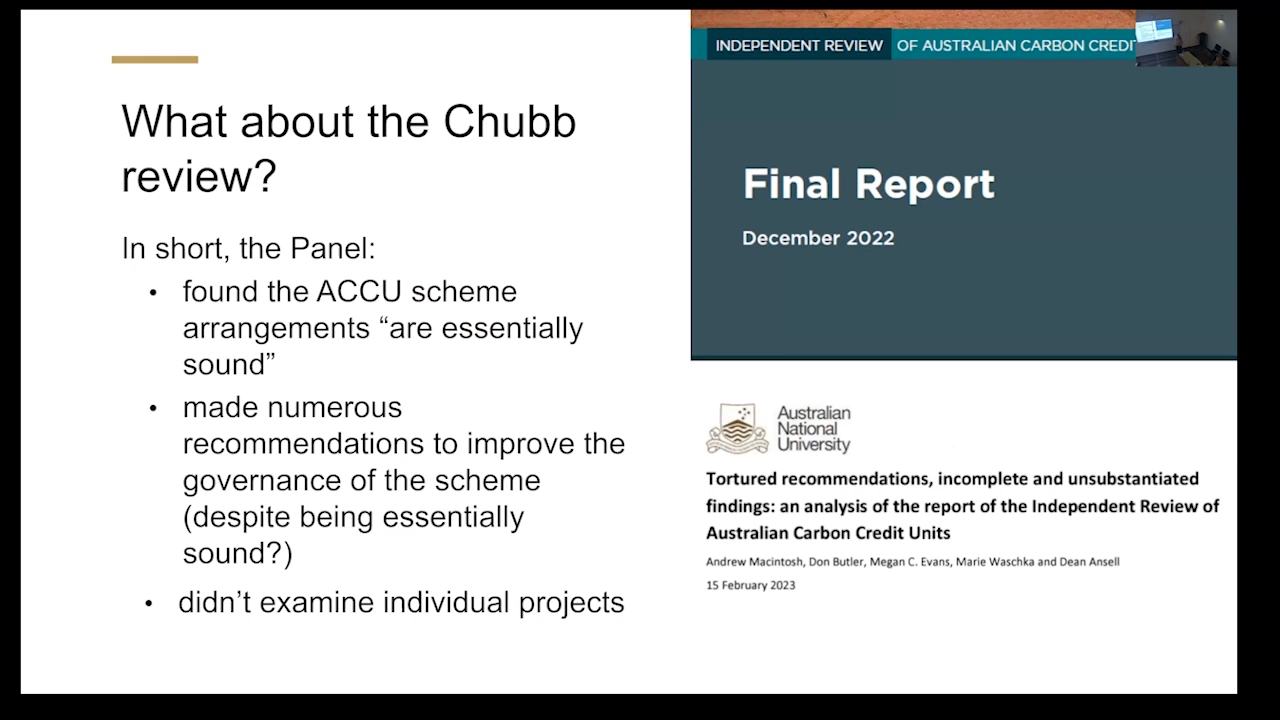 What about the Chubb
review?
In short, the Panel:
• found the ACCU scheme
arrangements “are essentially
sound”
• made numerous
recommendations to improve the
governance of the scheme
(despite being essentially
sound?)
• didn’t examine individual projects
INDEPENDENT REVIEW OF AUSTRALIAN CARBON
Final Report
December 2022
Australian
National
University
Tortured recommendations, incomplete and unsubstantiated
findings: an analysis of the report of the Independent Review of
Australian Carbon Credit Units
Andrew Macintosh, Don Butler, Megan C. Evans, Marie Waschka and Dean Ansell
15 February 2023